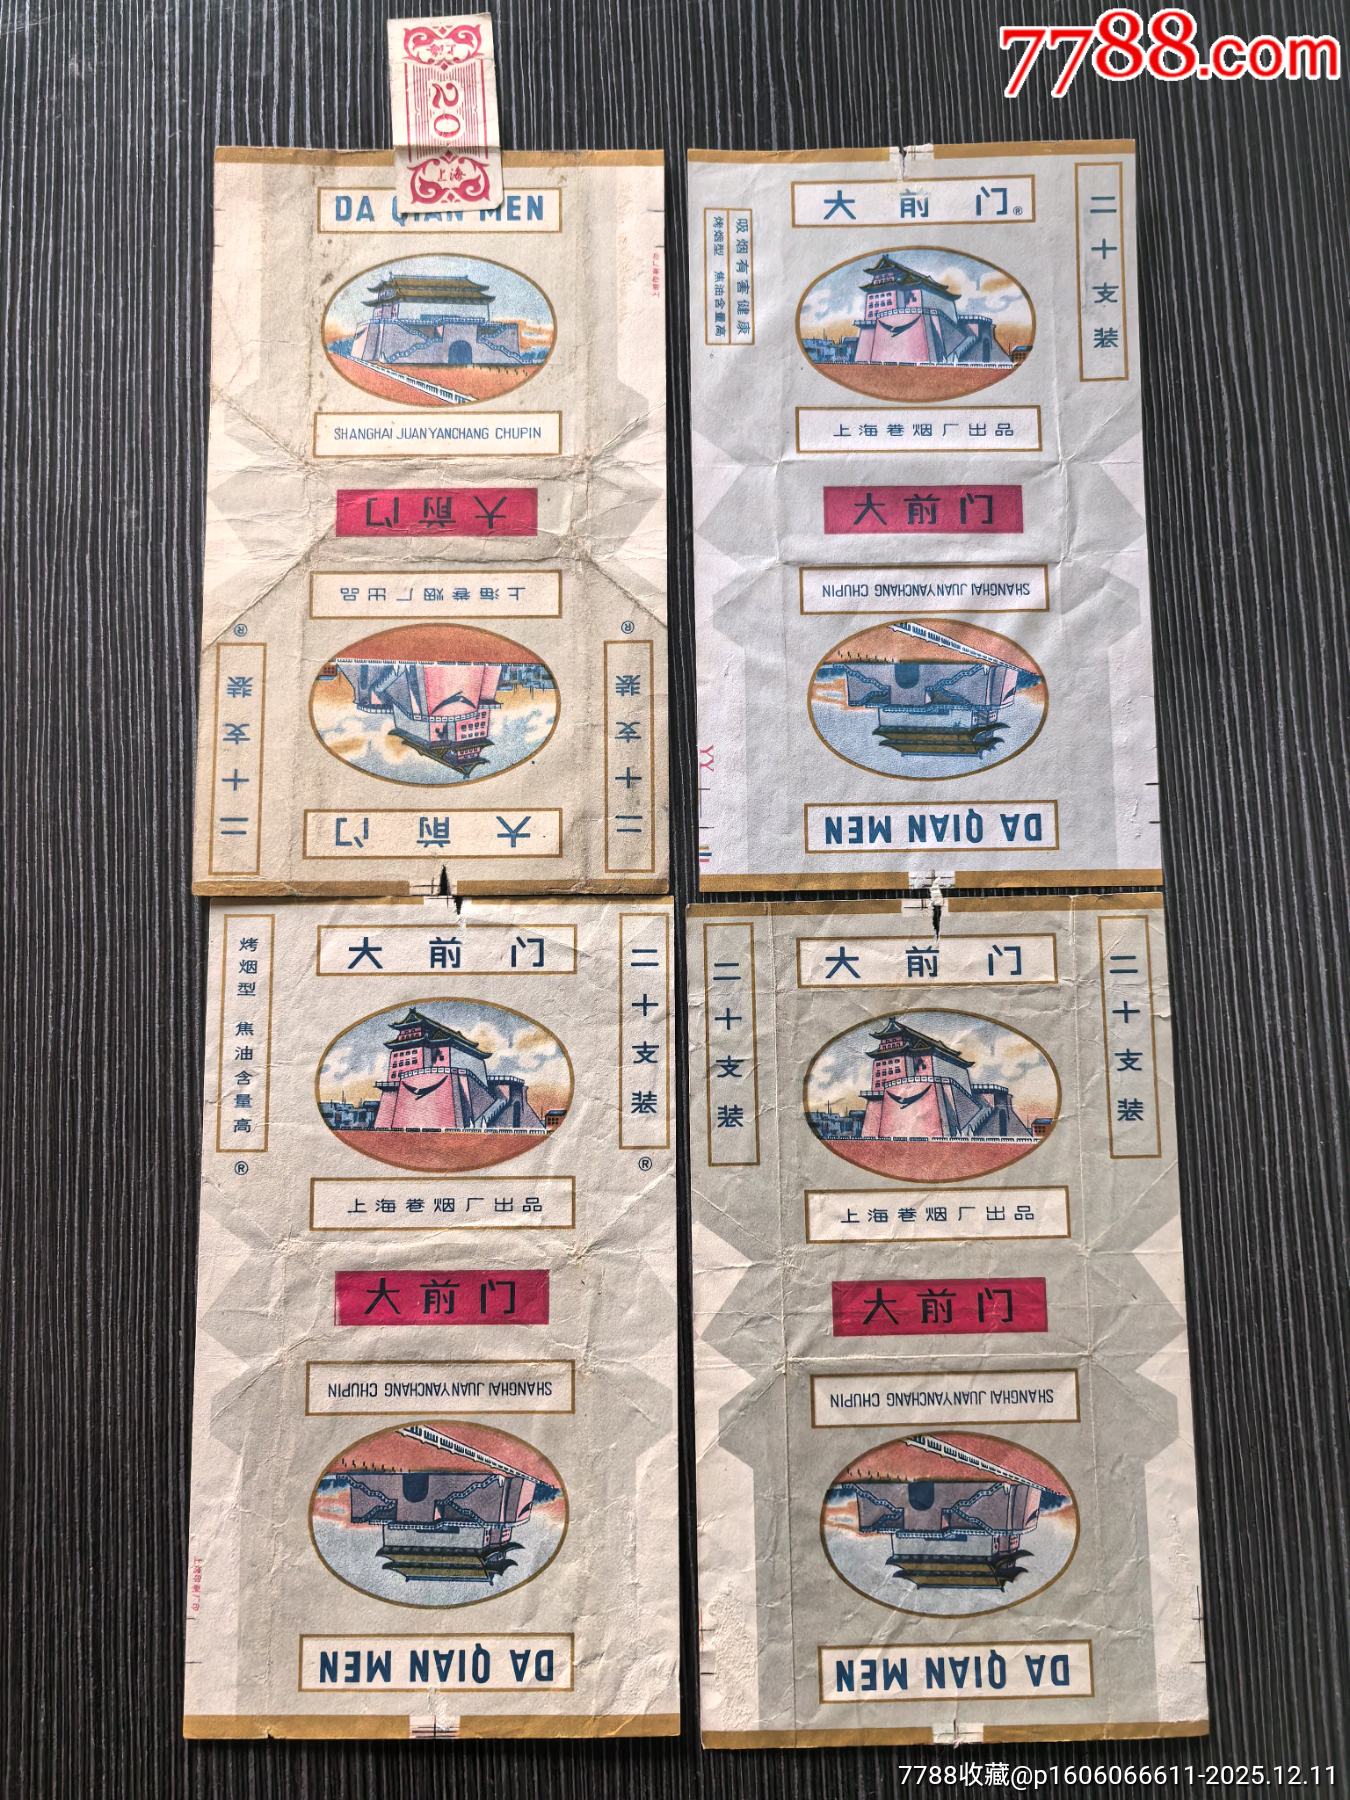 7788.com
20
上海
DA QIAN MEN
SHANGHAI JUANYANCHANG CHUPIN
大前门
上海卷烟厂出品
®
二十支装
®
二十支装
大前门
大前门®
二十支装
吸烟有害健康
烤烟型 焦油含量高
上海卷烟厂出品
大前门
SHANGHAI JUANYANCHANG CHUPIN
DA QIAN MEN
YY
烤烟型 焦油含量高
®
大前门
二十支装
®
上海卷烟厂出品
大前门
SHANGHAI JUANYANCHANG CHUPIN
DA QIAN MEN
二十支装
大前门
二十支装
上海卷烟厂出品
大前门
SHANGHAI JUANYANCHANG CHUPIN
DA QIAN MEN
7788收藏@p1606066611-2025.12.11